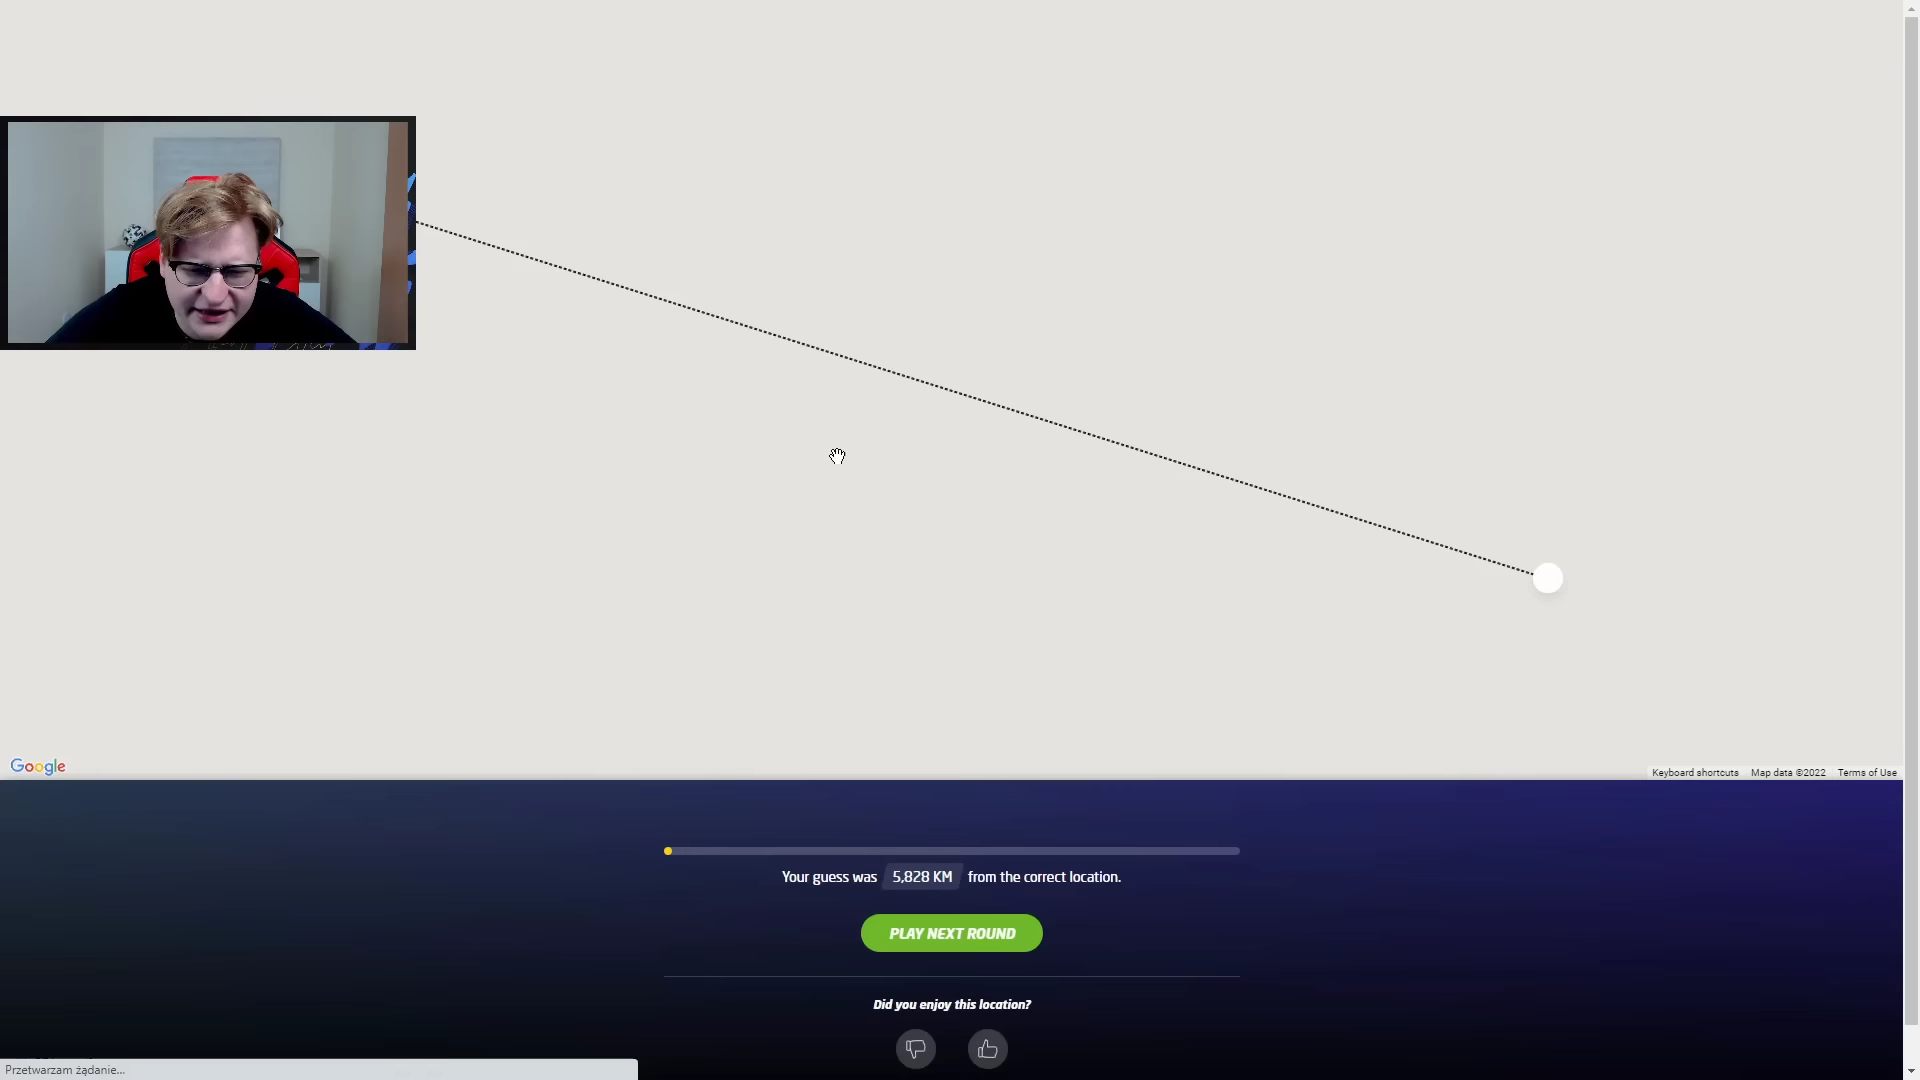 Google
Keyboard shortcuts Map data ©2022 Terms of Use
Your guess was 5,828 KM from the correct location.
PLAY NEXT ROUND
Did you enjoy this location?
Przetwarzam żądanie...